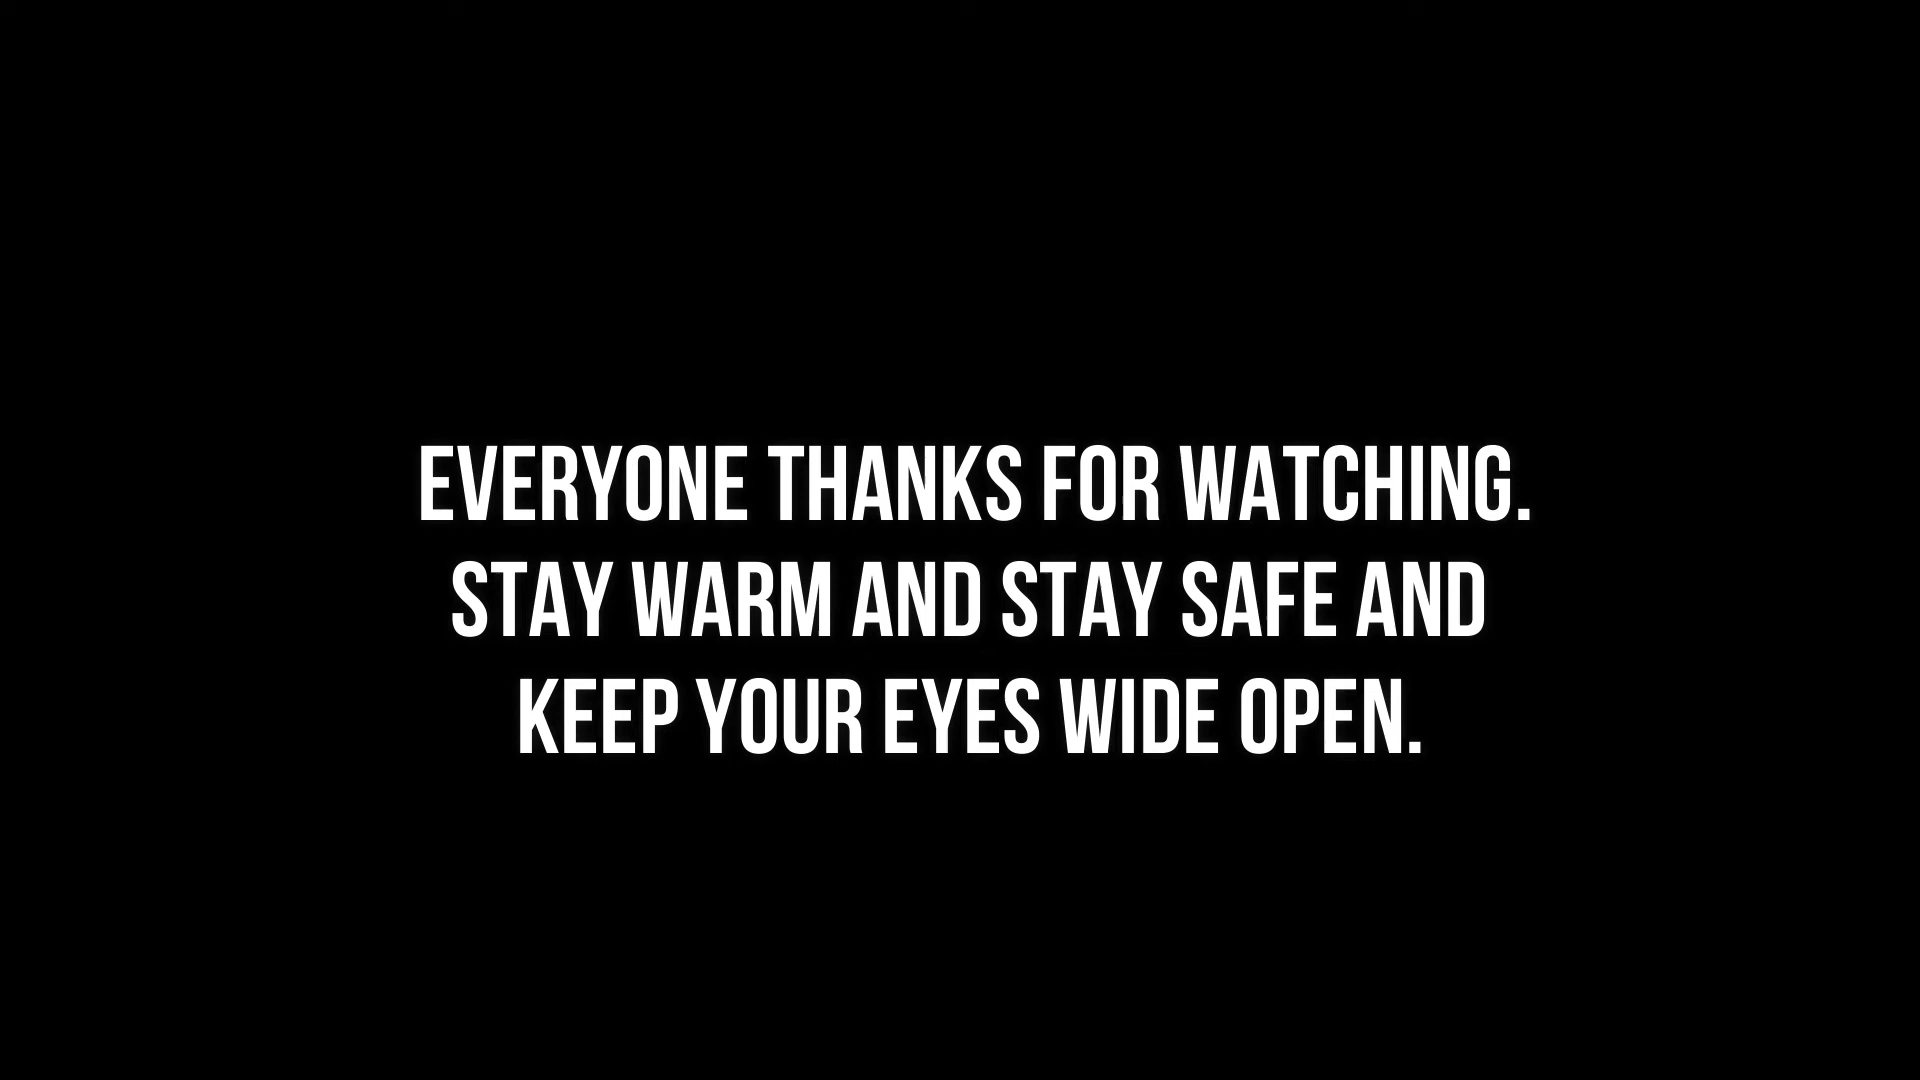 EVERYONE THANKS FOR WATCHING.
STAY WARM AND STAY SAFE AND
KEEP YOUR EYES WIDE OPEN.